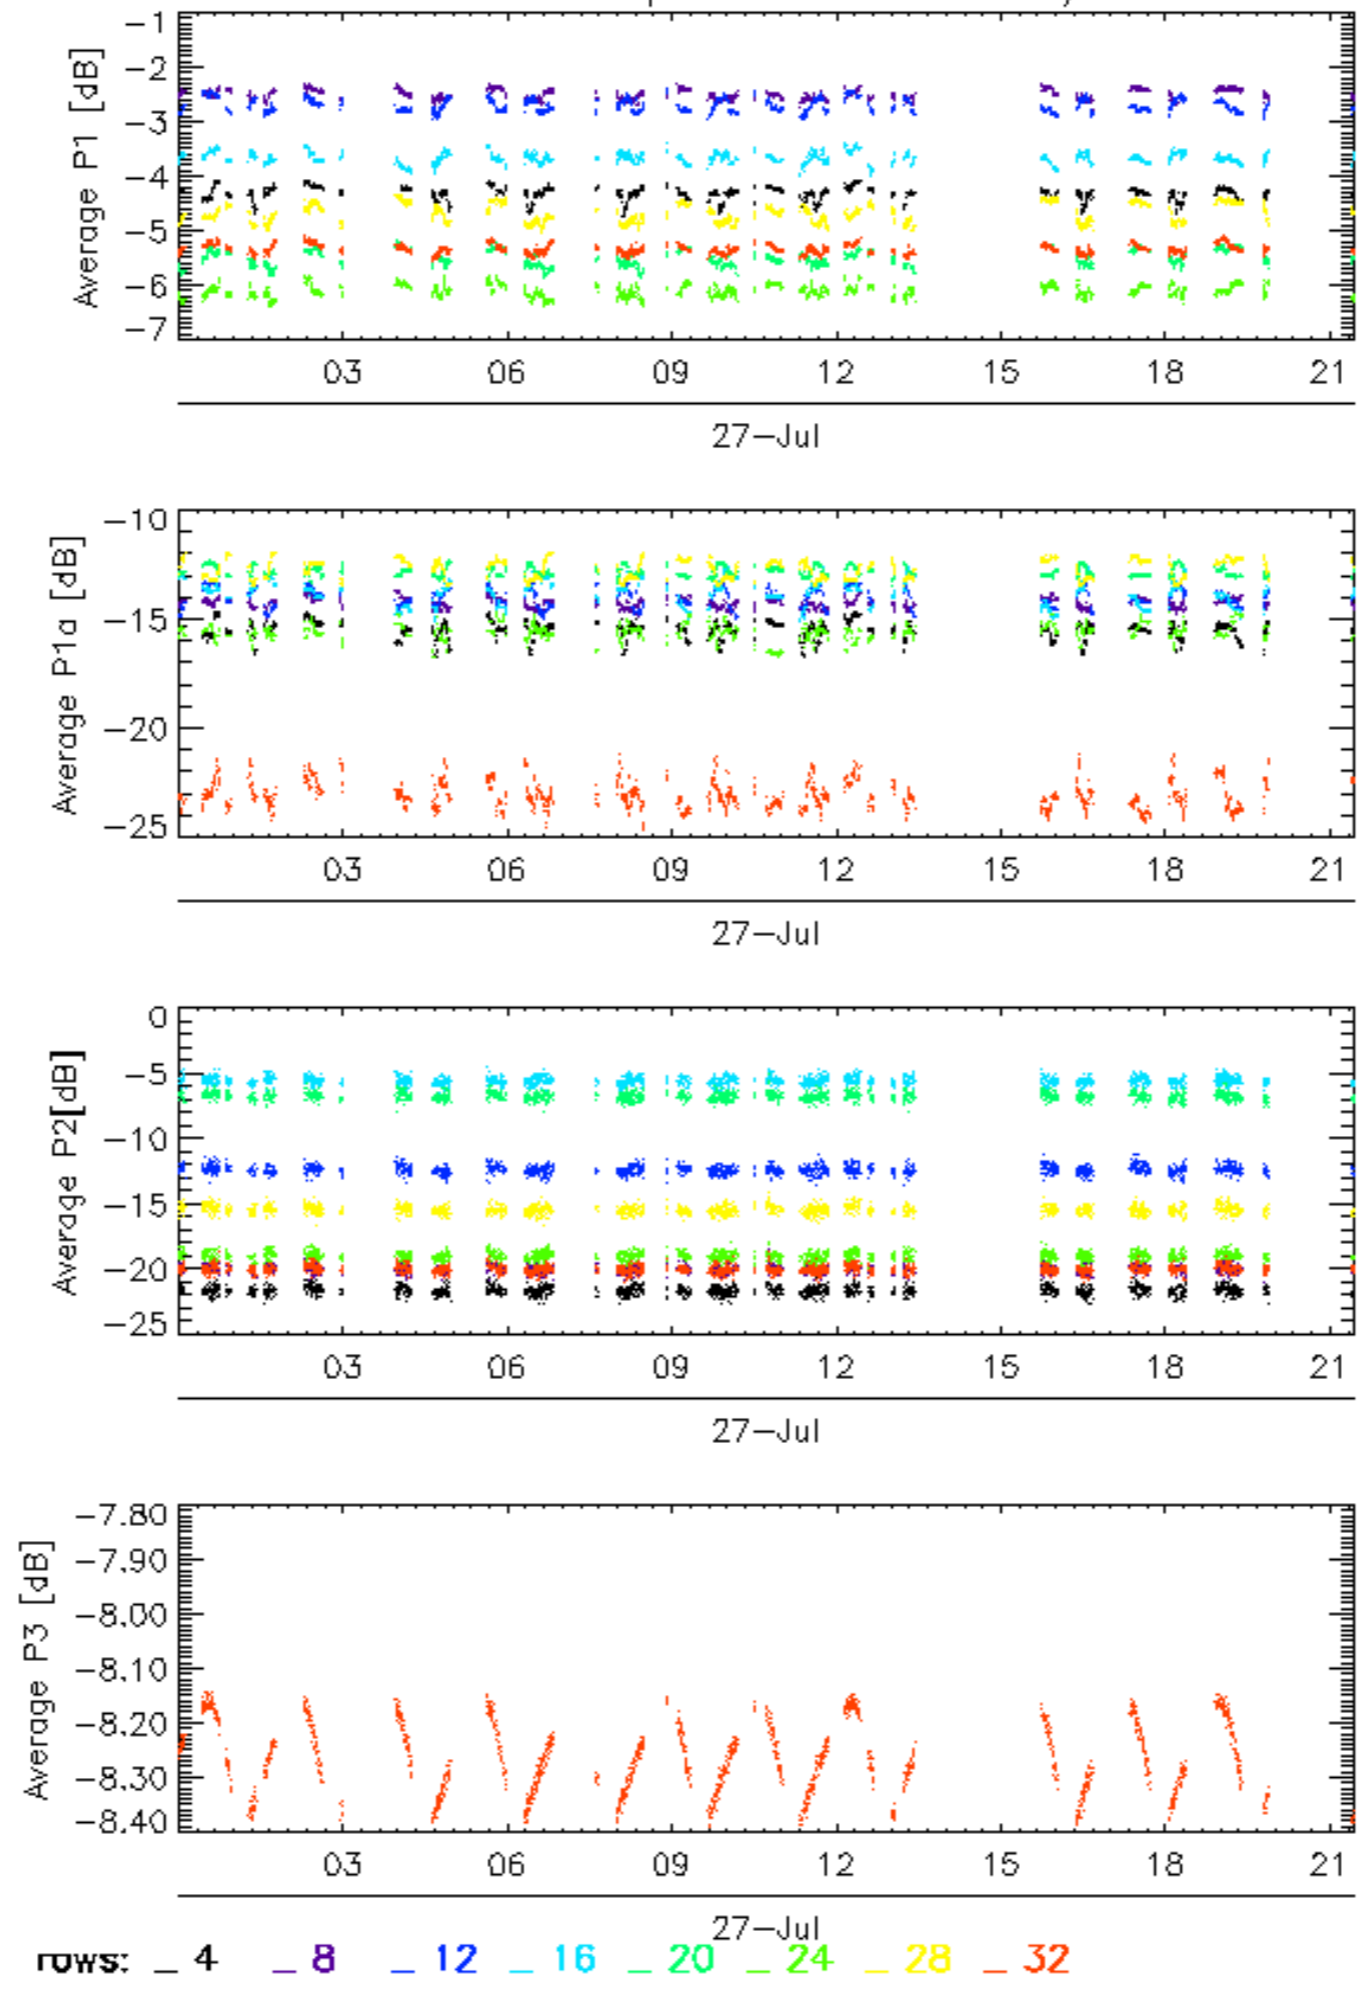 Average P1 [dB]
-1
-2
-3
-4
-5
-6
-7
03 06 09 12 15 18 21
27-Jul
Average P1a [dB]
-10
-15
-20
-25
03 06 09 12 15 18 21
27-Jul
Average P2[dB]
0
-5
-10
-15
-20
-25
03 06 09 12 15 18 21
27-Jul
Average P3 [dB]
-7.80
-7.90
-8.00
-8.10
-8.20
-8.30
-8.40
03 06 09 12 15 18 21
27-Jul
rows: _ 4 _ 8 _ 12 _ 16 _ 20 _ 24 _ 28 _ 32